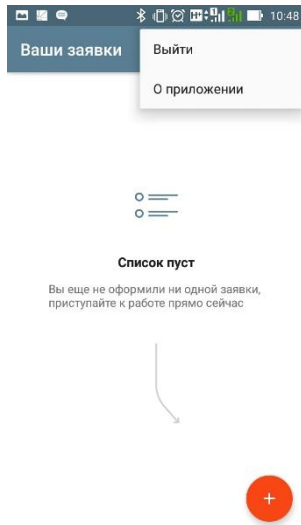 10:48
Ваши заявки
Выйти
О приложении
Список пуст
Вы еще не оформили ни одной заявки,
приступайте к работе прямо сейчас
+